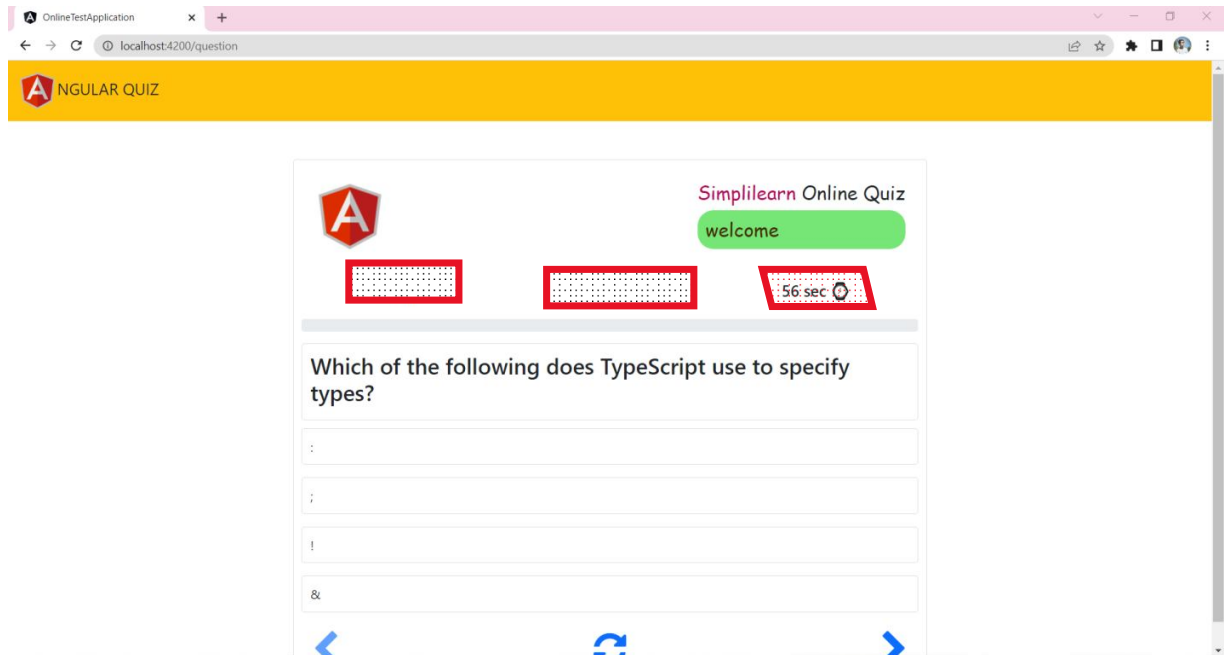 OnlineTestApplication
localhost:4200/question
NGULAR QUIZ
A
Simplilearn Online Quiz
welcome
56 sec
Which of the following does TypeScript use to specify
types?
:
;
!
&